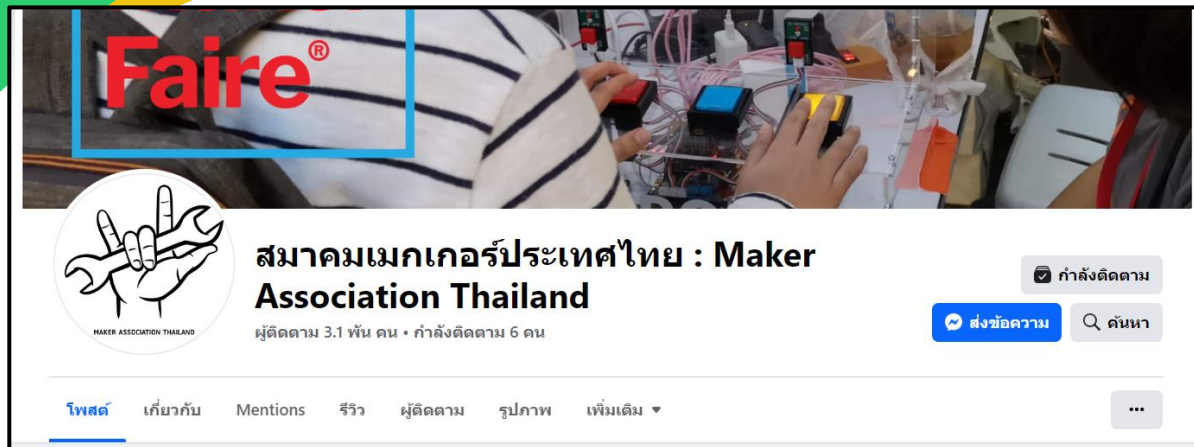 Faire®
MAKER ASSOCIATION THAILAND
สมาคมเมกเกอร์ประเทศไทย : Maker
Association Thailand
ผู้ติดตาม 3.1 พัน คน • กำลังติดตาม 6 คน
กำลังติดตาม
ส่งข้อความ
ค้นหา
โพสต์ เกี่ยวกับ Mentions รีวิว ผู้ติดตาม รูปภาพ เพิ่มเติม